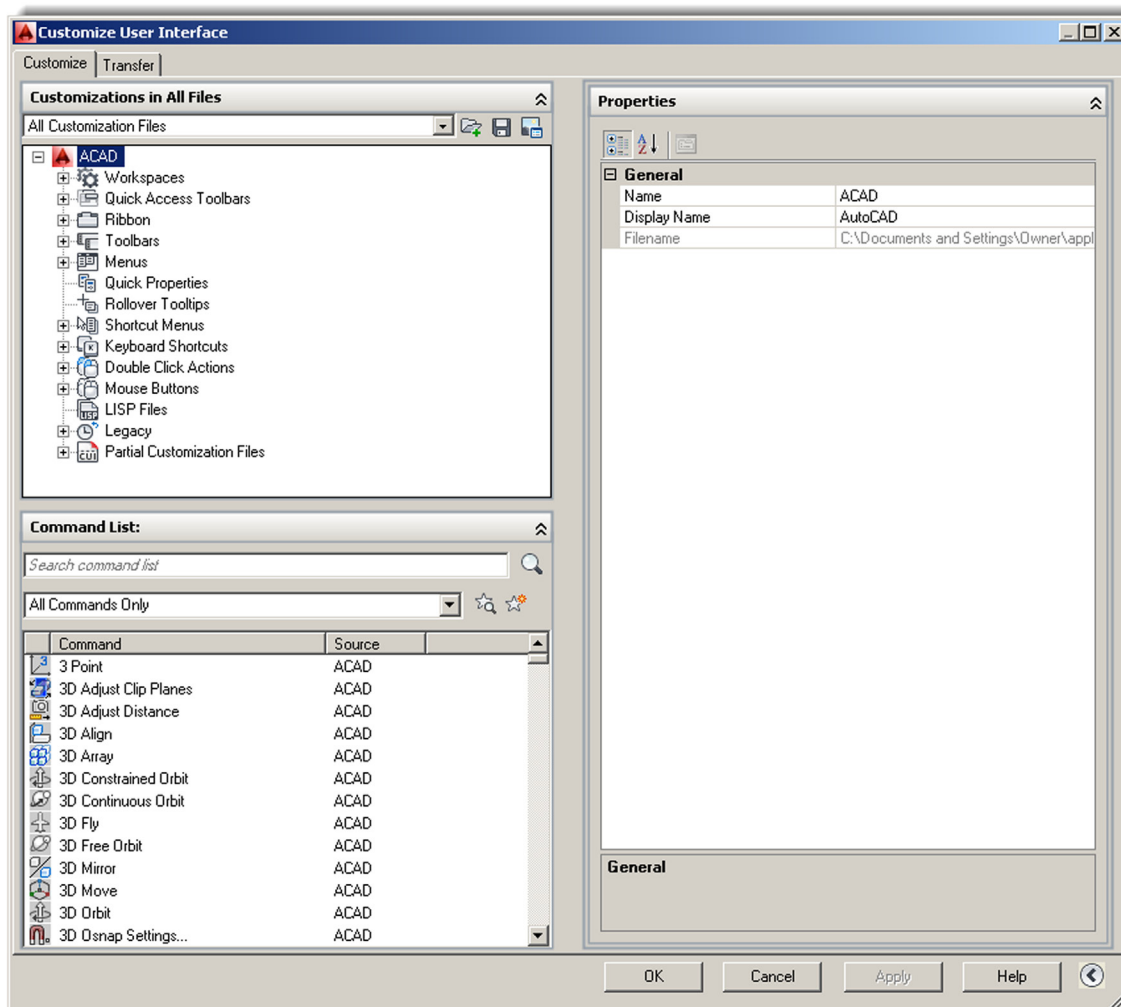 Customize User Interface
Customize Transfer
Customizations in All Files
All Customization Files
ACAD
Workspaces
Quick Access Toolbars
Ribbon
Toolbars
Menus
Quick Properties
Rollover Tooltips
Shortcut Menus
Keyboard Shortcuts
Double Click Actions
Mouse Buttons
LISP Files
Legacy
Partial Customization Files
Command List:
Search command list
All Commands Only
Command Source
3 Point ACAD
3D Adjust Clip Planes ACAD
3D Adjust Distance ACAD
3D Align ACAD
3D Array ACAD
3D Constrained Orbit ACAD
3D Continuous Orbit ACAD
3D Fly ACAD
3D Free Orbit ACAD
3D Mirror ACAD
3D Move ACAD
3D Orbit ACAD
3D Osnap Settings... ACAD
Properties
General
Name ACAD
Display Name AutoCAD
Filename C:\Documents and Settings\Owner\appl
General
OK Cancel Apply Help